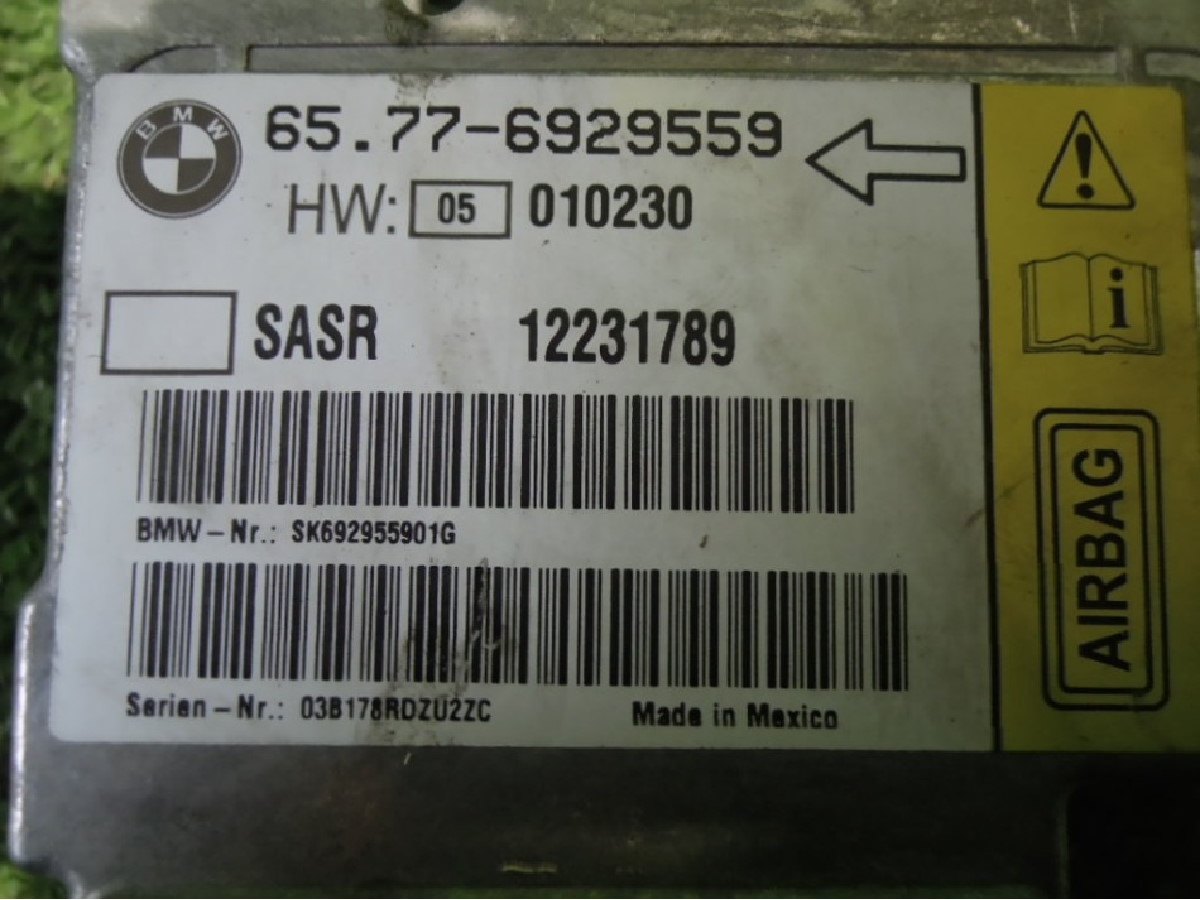 BMW
65.77-6929559
HW: 05 010230
SASR 12231789
BMW-Nr.: SK692955901G
Serien-Nr.: 03B178RDZU2ZC Made in Mexico
! 
i
AIRBAG